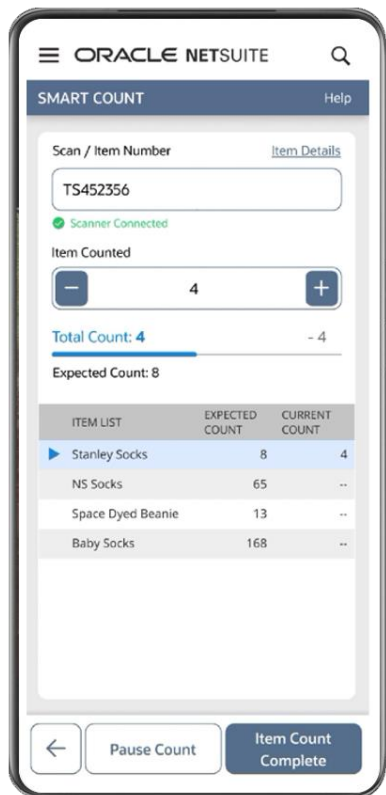 ORACLE NETSUITE
SMART COUNT Help
Scan / Item Number Item Details
TS452356
Scanner Connected
Item Counted
− 4 +
Total Count: 4 - 4
Expected Count: 8
ITEM LIST EXPECTED COUNT CURRENT COUNT
Stanley Socks 8 4
NS Socks 65 --
Space Dyed Beanie 13 --
Baby Socks 168 --
Pause Count
Item Count
Complete